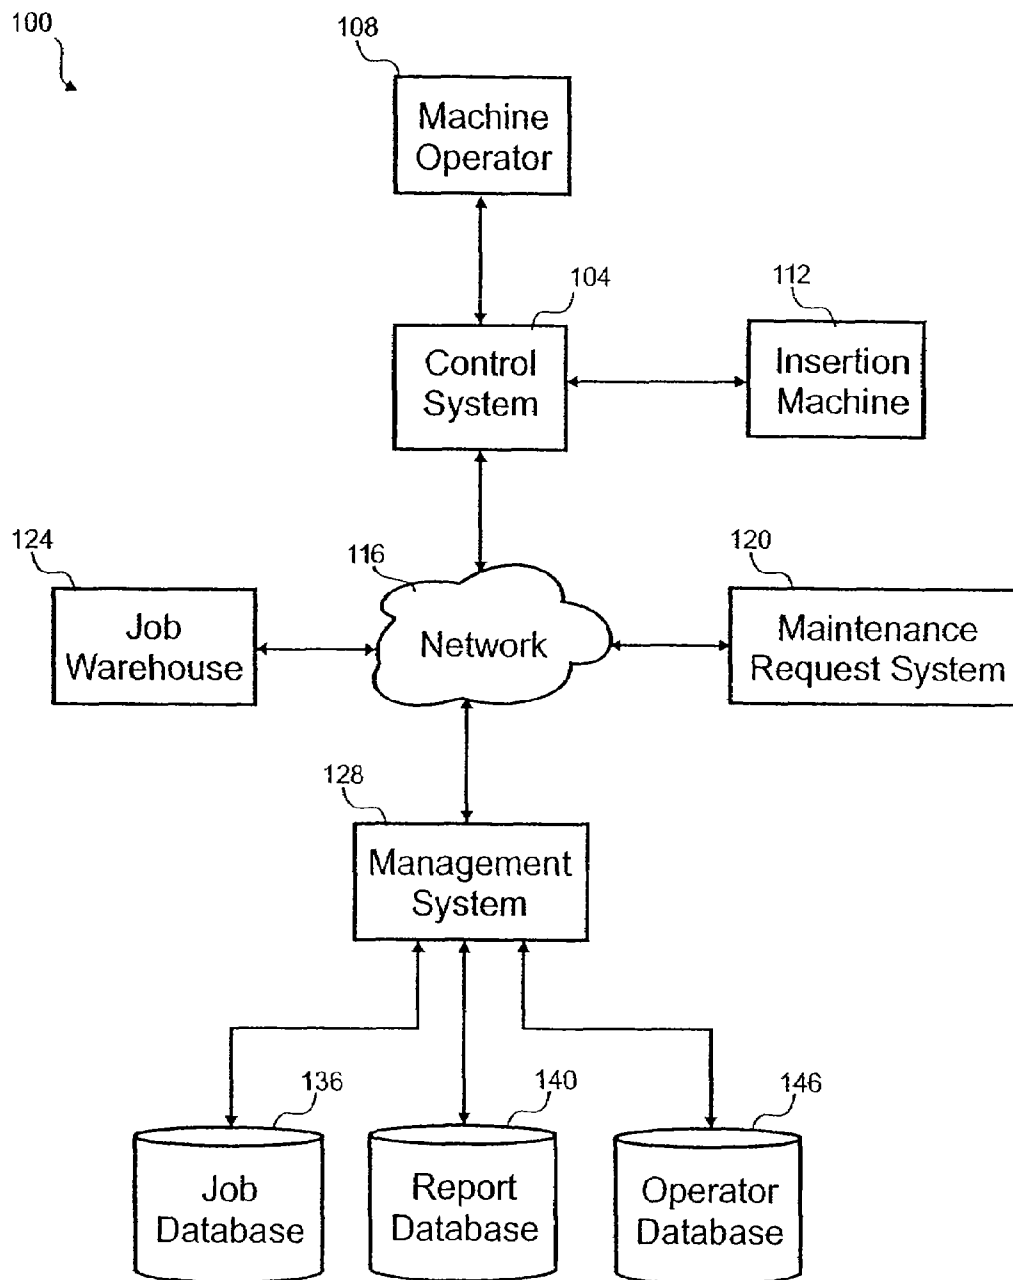 100
108
Machine
Operator
104
Control
System
112
Insertion
Machine
124
Job
Warehouse
116
Network
120
Maintenance
Request System
128
Management
System
136
Job
Database
140
Report
Database
146
Operator
Database